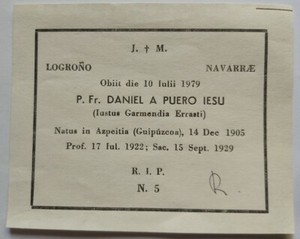 J. † M.
LOGROÑO NAVARRÆ
Obiit die 10 Iulii 1979
P. Fr. DANIEL A PUERO IESU
(Iustus Garmendia Errasti)
Natus in Azpeitia (Guipúzcoa), 14 Dec 1905
Prof. 17 Iul. 1922; Sac. 15 Sept. 1929
R. I. P.
N. 5
R